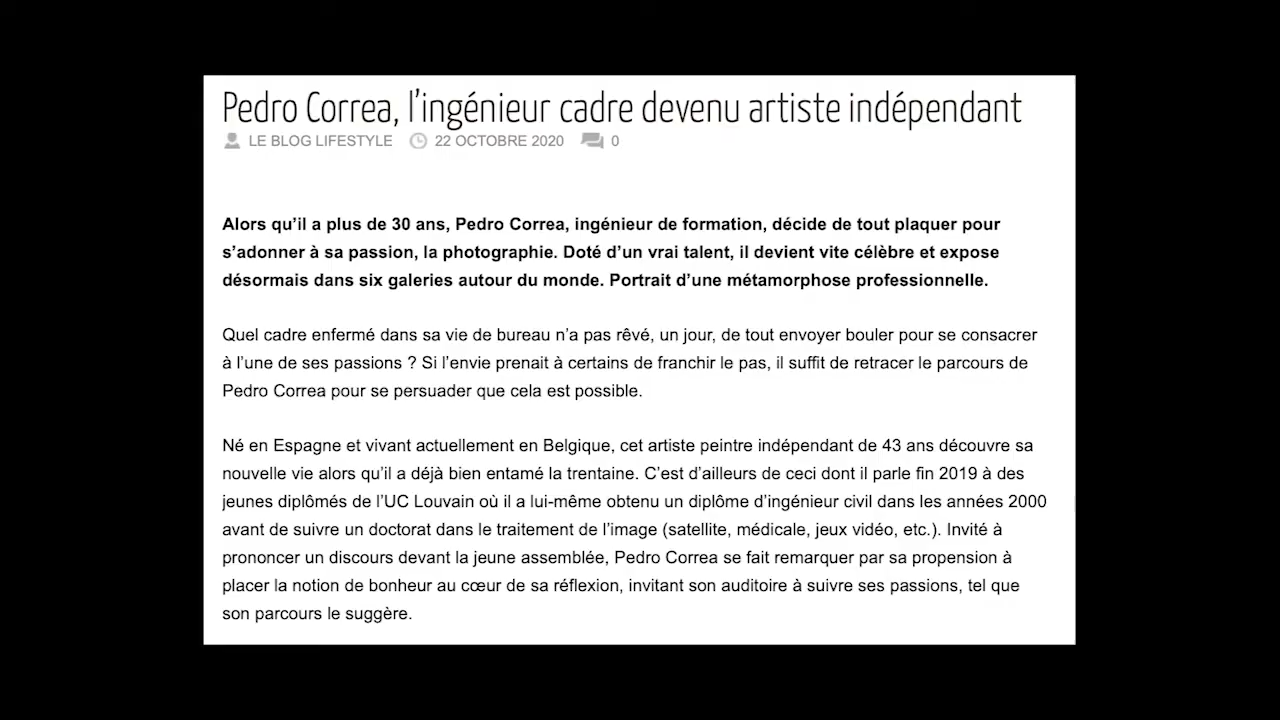 Pedro Correa, l’ingénieur cadre devenu artiste indépendant
LE BLOG LIFESTYLE 22 OCTOBRE 2020 0
Alors qu’il a plus de 30 ans, Pedro Correa, ingénieur de formation, décide de tout plaquer pour
s’adonner à sa passion, la photographie. Doté d’un vrai talent, il devient vite célèbre et expose
désormais dans six galeries autour du monde. Portrait d’une métamorphose professionnelle.
Quel cadre enfermé dans sa vie de bureau n’a pas rêvé, un jour, de tout envoyer bouler pour se consacrer
à l’une de ses passions ? Si l’envie prenait à certains de franchir le pas, il suffit de retracer le parcours de
Pedro Correa pour se persuader que cela est possible.
Né en Espagne et vivant actuellement en Belgique, cet artiste peintre indépendant de 43 ans découvre sa
nouvelle vie alors qu’il a déjà bien entamé la trentaine. C’est d’ailleurs de ceci dont il parle fin 2019 à des
jeunes diplômés de l’UC Louvain où il a lui-même obtenu un diplôme d’ingénieur civil dans les années 2000
avant de suivre un doctorat dans le traitement de l’image (satellite, médicale, jeux vidéo, etc.). Invité à
prononcer un discours devant la jeune assemblée, Pedro Correa se fait remarquer par sa propension à
placer la notion de bonheur au cœur de sa réflexion, invitant son auditoire à suivre ses passions, tel que
son parcours le suggère.